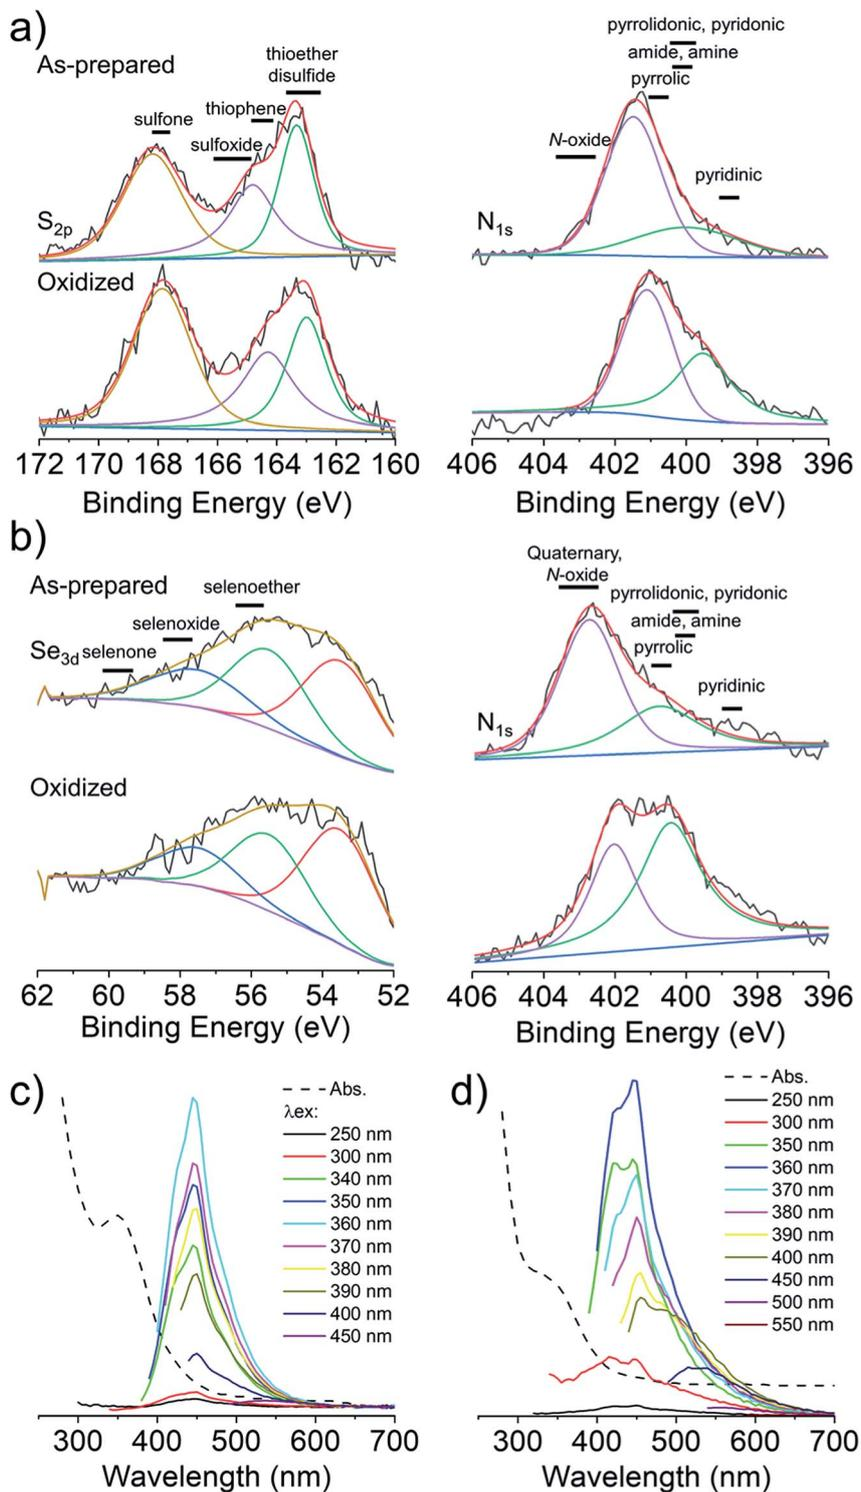 a)
As-prepared
thioether
disulfide
thiophene
sulfone
sulfoxide
S2p
Oxidized
172 170 168 166 164 162 160
Binding Energy (eV)
pyrrolidonic, pyridonic
amide, amine
pyrrolic
N-oxide
pyridinic
N1s
406 404 402 400 398 396
Binding Energy (eV)
b)
As-prepared
selenoether
selenoxide
Se3d selenone
Oxidized
62 60 58 56 54 52
Binding Energy (eV)
Quaternary,
N-oxide
pyrrolidonic, pyridonic
amide, amine
pyrrolic
pyridinic
N1s
406 404 402 400 398 396
Binding Energy (eV)
c)
Abs.
λex:
250 nm
300 nm
340 nm
350 nm
360 nm
370 nm
380 nm
390 nm
400 nm
450 nm
300 400 500 600 700
Wavelength (nm)
d)
Abs.
250 nm
300 nm
350 nm
360 nm
370 nm
380 nm
390 nm
400 nm
450 nm
500 nm
550 nm
300 400 500 600 700
Wavelength (nm)